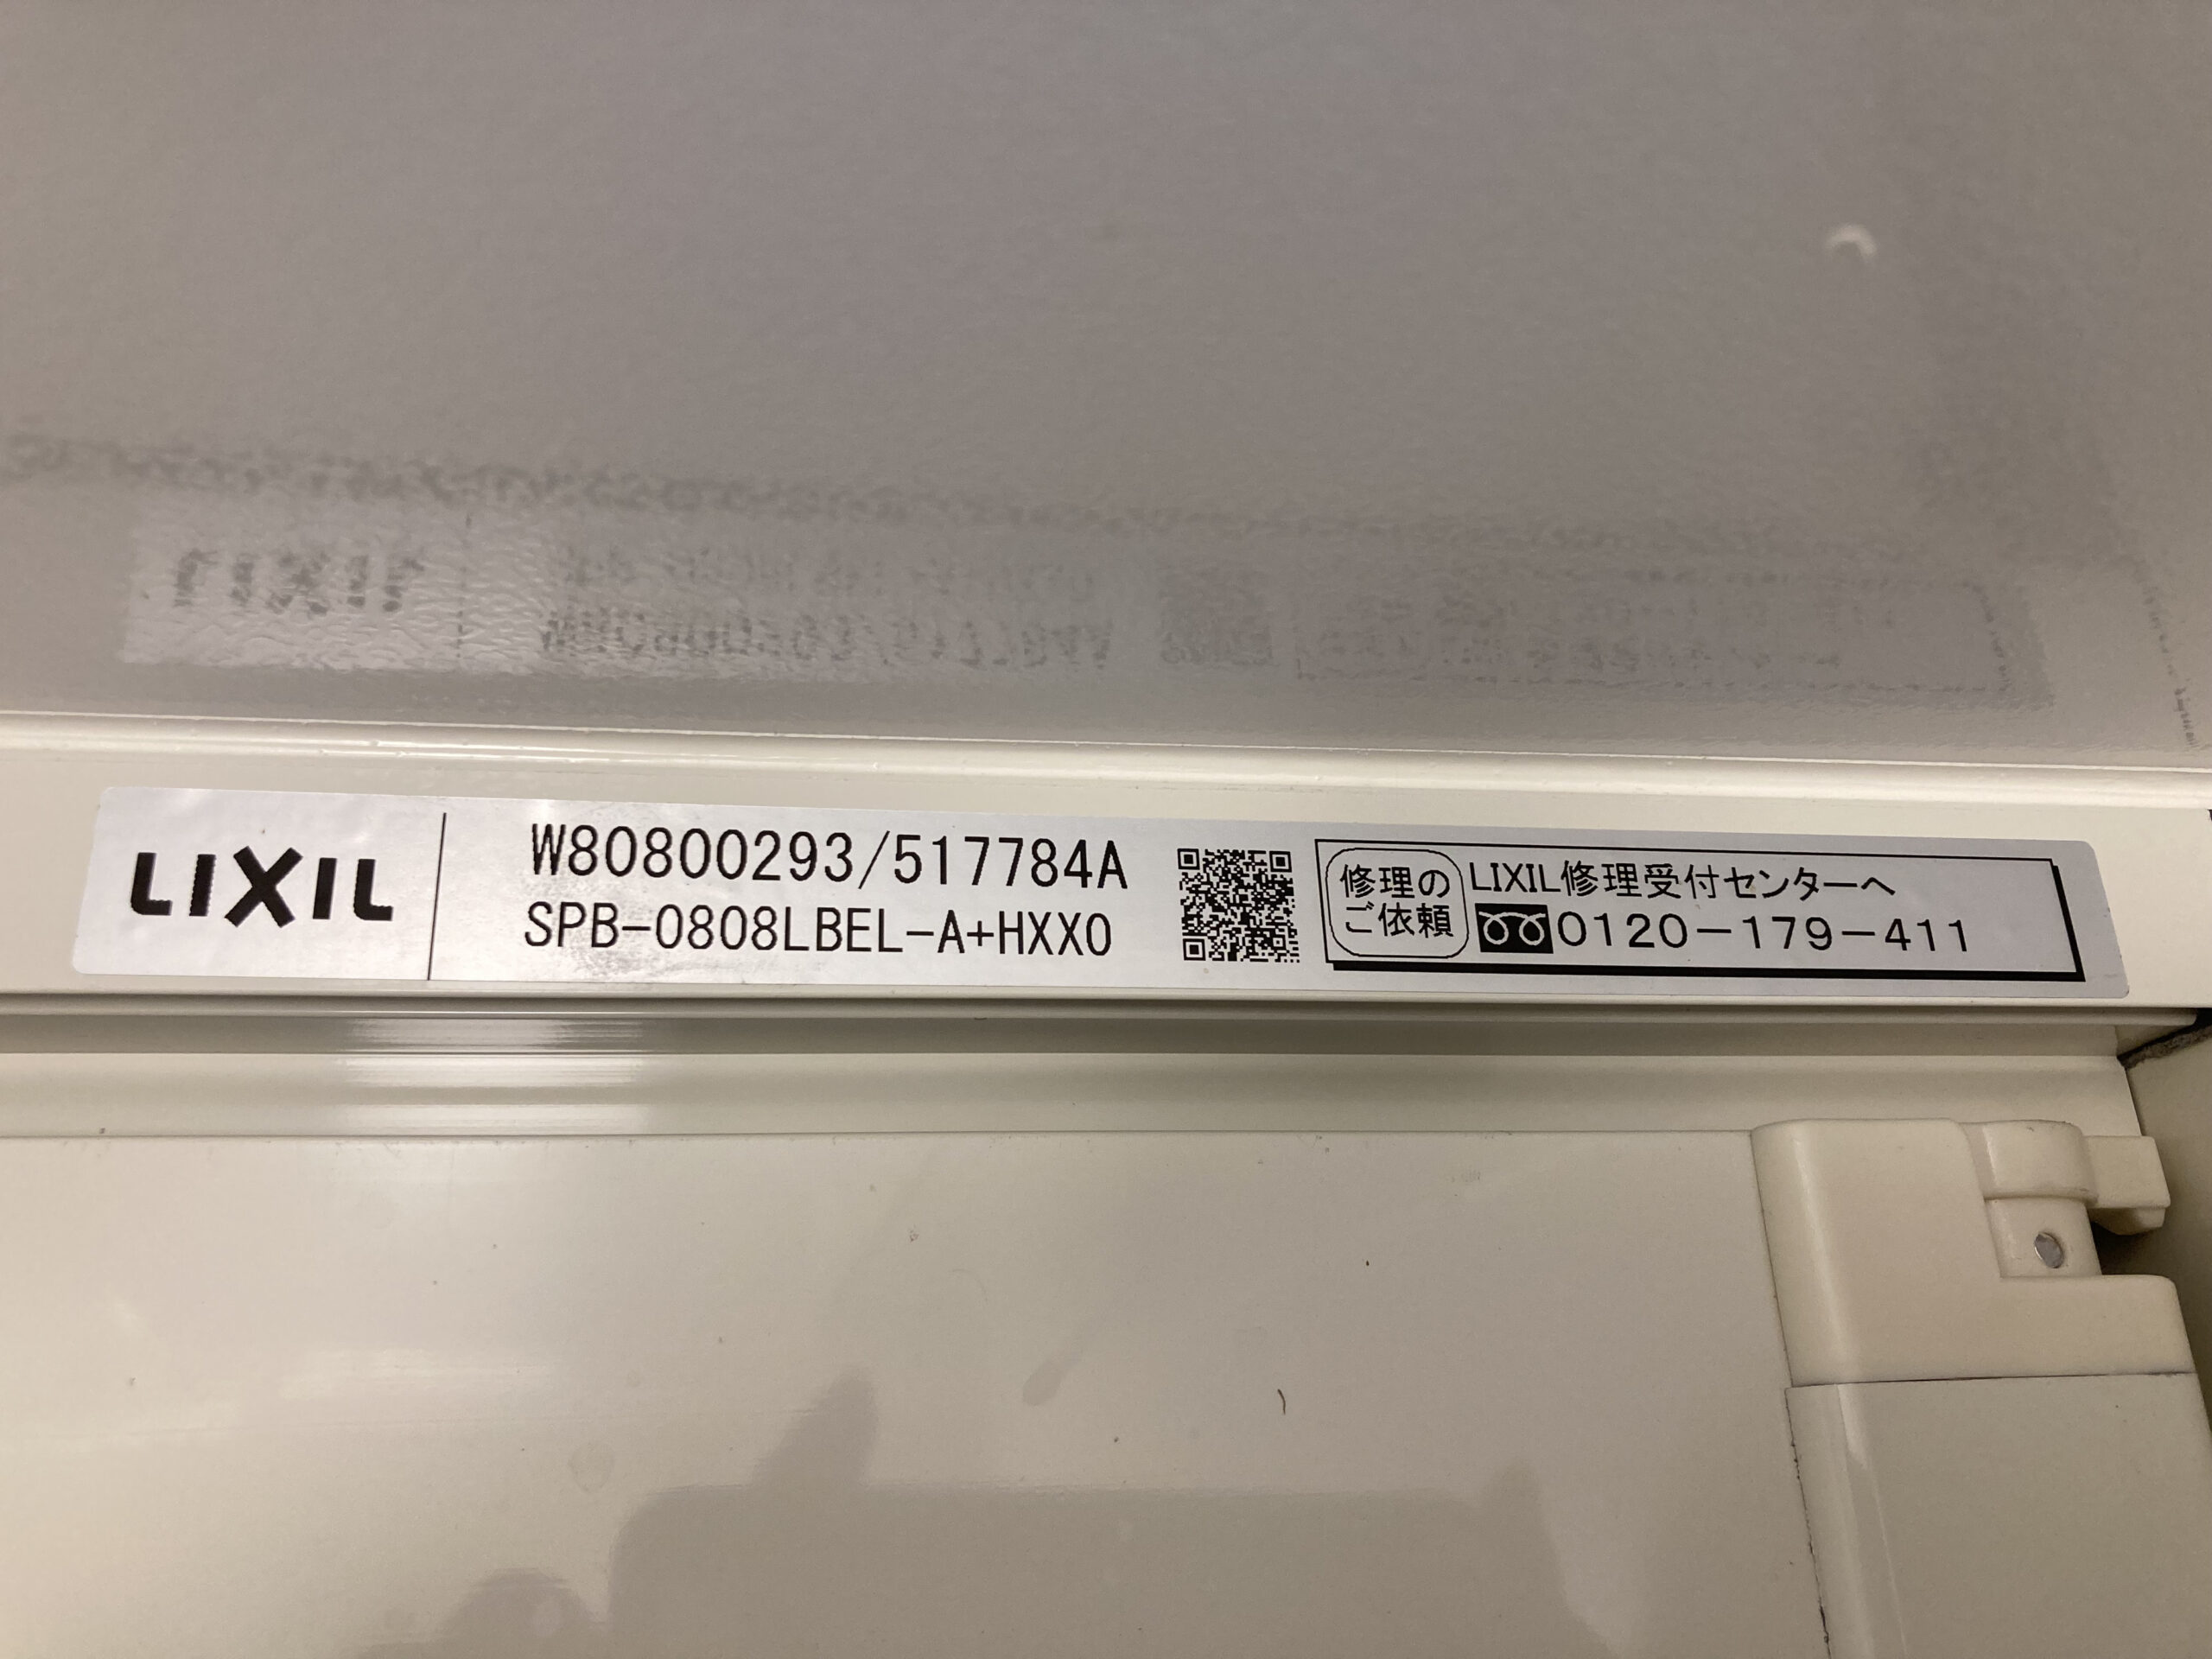 LIXIL
W80800293/517784A
SPB-0808LBEL-A+HXX0
修理の
ご依頼
LIXIL修理受付センターへ
0120-179-411